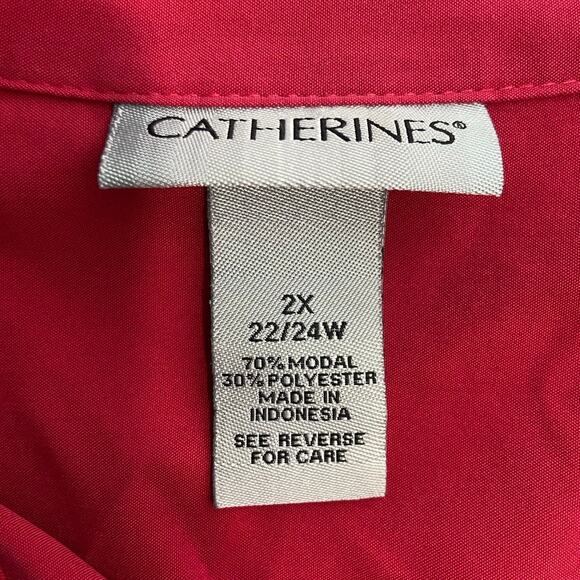 CATHERINES®
2X
22/24W
70% MODAL
30% POLYESTER
MADE IN
INDONESIA
SEE REVERSE
FOR CARE